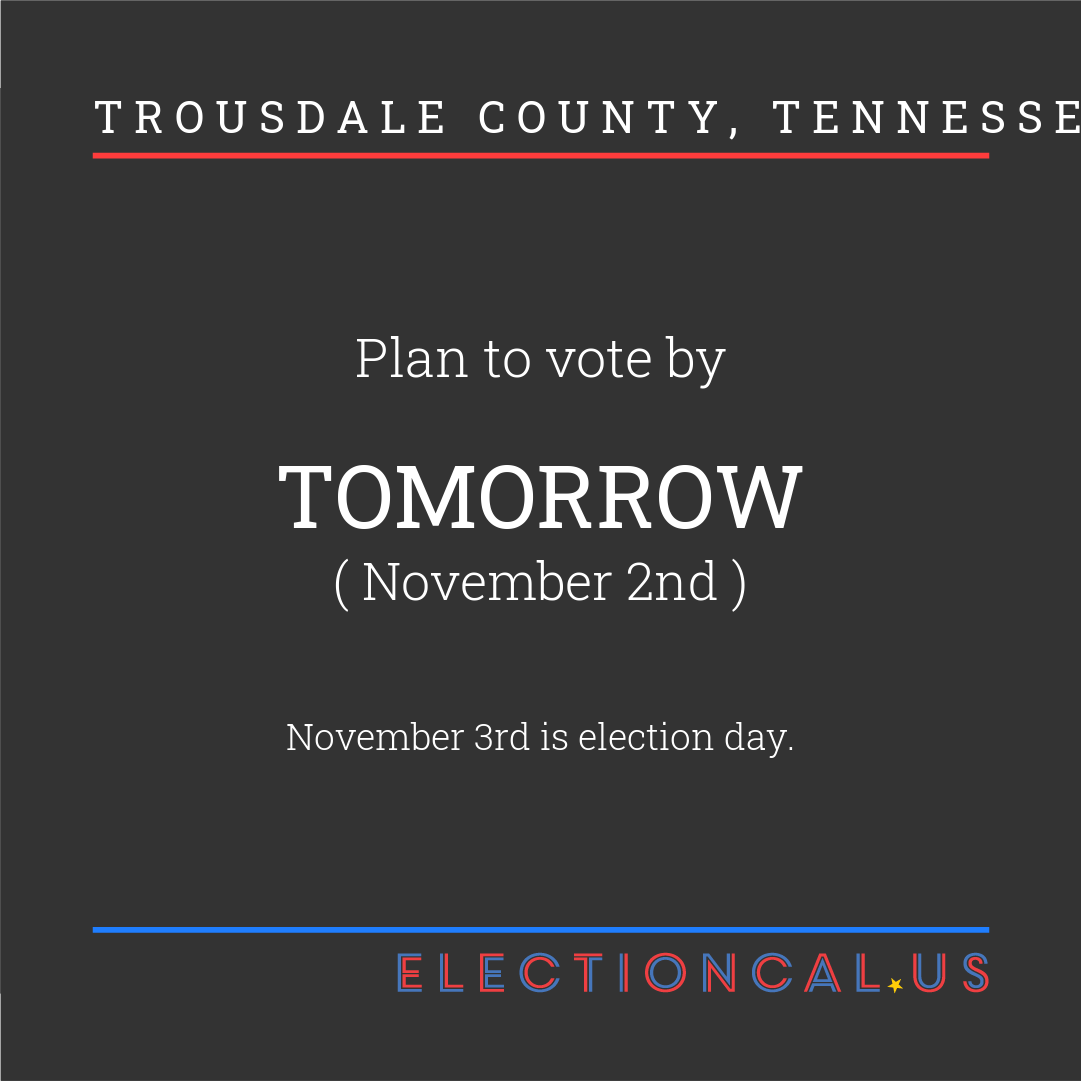 TROUSDALE COUNTY, TENNESSE
Plan to vote by
TOMORROW
( November 2nd )
November 3rd is election day.
ELECTIONCAL.US